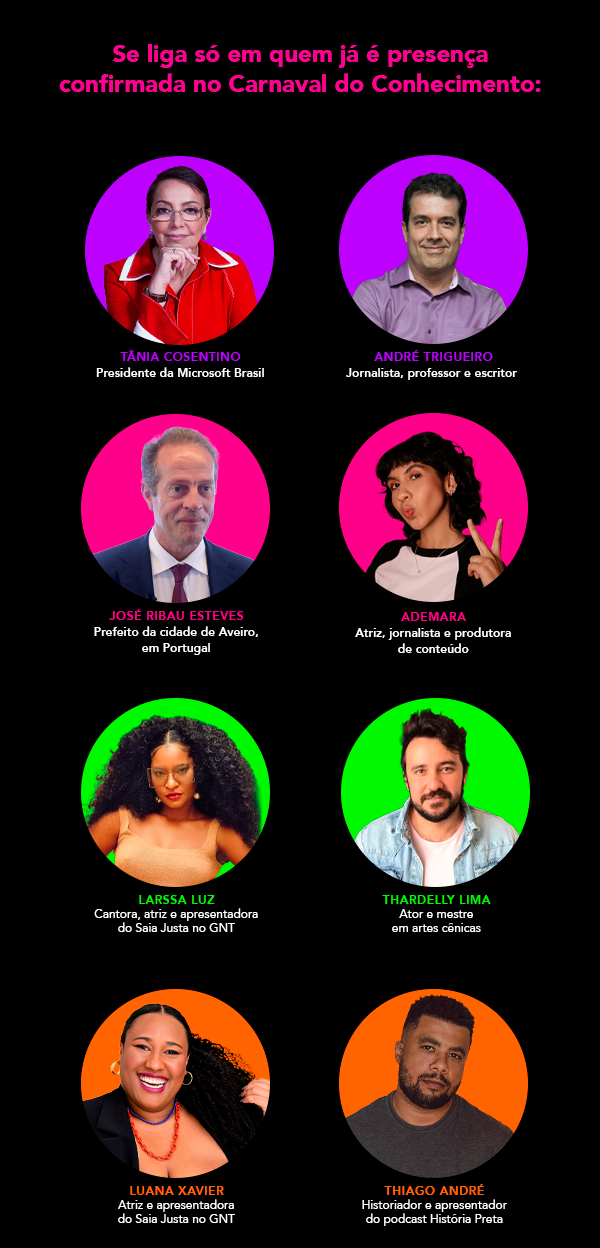 Se liga só em quem já é presença
confirmada no Carnaval do Conhecimento:
TÂNIA COSENTINO
Presidente da Microsoft Brasil
ANDRÉ TRIGUEIRO
Jornalista, professor e escritor
JOSÉ RIBAU ESTEVES
Prefeito da cidade de Aveiro,
em Portugal
ADEMARA
Atriz, jornalista e produtora
de conteúdo
LARSSA LUZ
Cantora, atriz e apresentadora
do Saia Justa no GNT
THARDELLY LIMA
Ator e mestre
em artes cênicas
LUANA XAVIER
Atriz e apresentadora
do Saia Justa no GNT
THIAGO ANDRÉ
Historiador e apresentador
do podcast História Preta